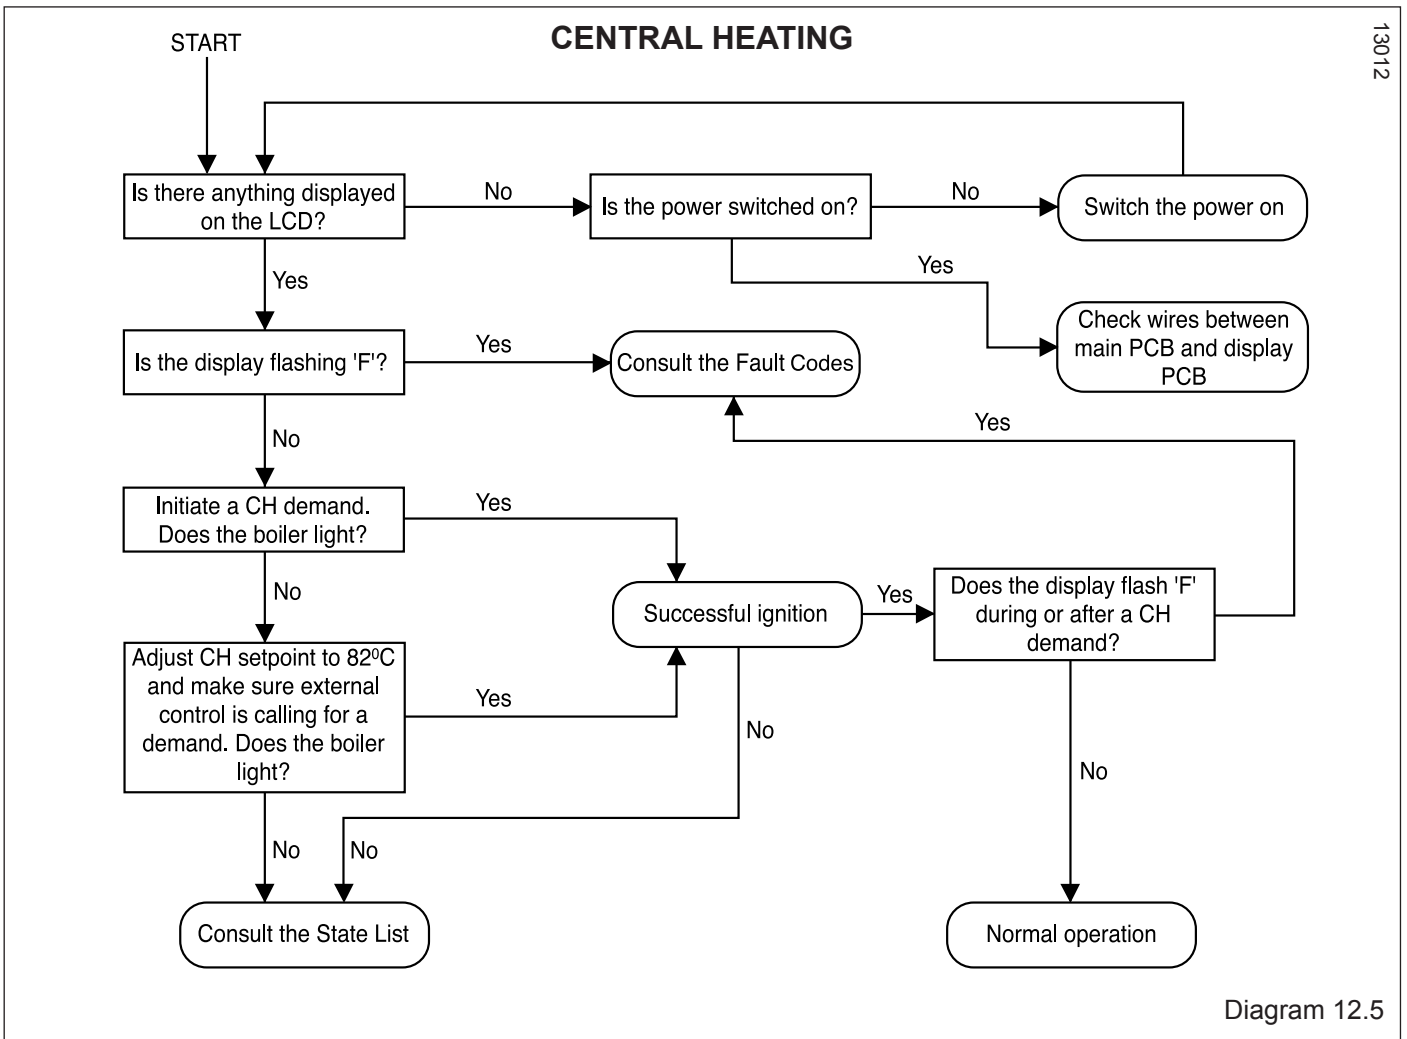 START
CENTRAL HEATING
13012
Is there anything displayed
on the LCD?
No
Is the power switched on?
No
Switch the power on
Yes
Yes
Check wires between
main PCB and display
PCB
Is the display flashing 'F'?
Yes
Consult the Fault Codes
Yes
No
Initiate a CH demand.
Does the boiler light?
Yes
No
Successful ignition
Yes
Does the display flash 'F'
during or after a CH
demand?
Adjust CH setpoint to 82⁰C
and make sure external
control is calling for a
demand. Does the boiler
light?
Yes
No
No
No
No
Consult the State List
Normal operation
Diagram 12.5